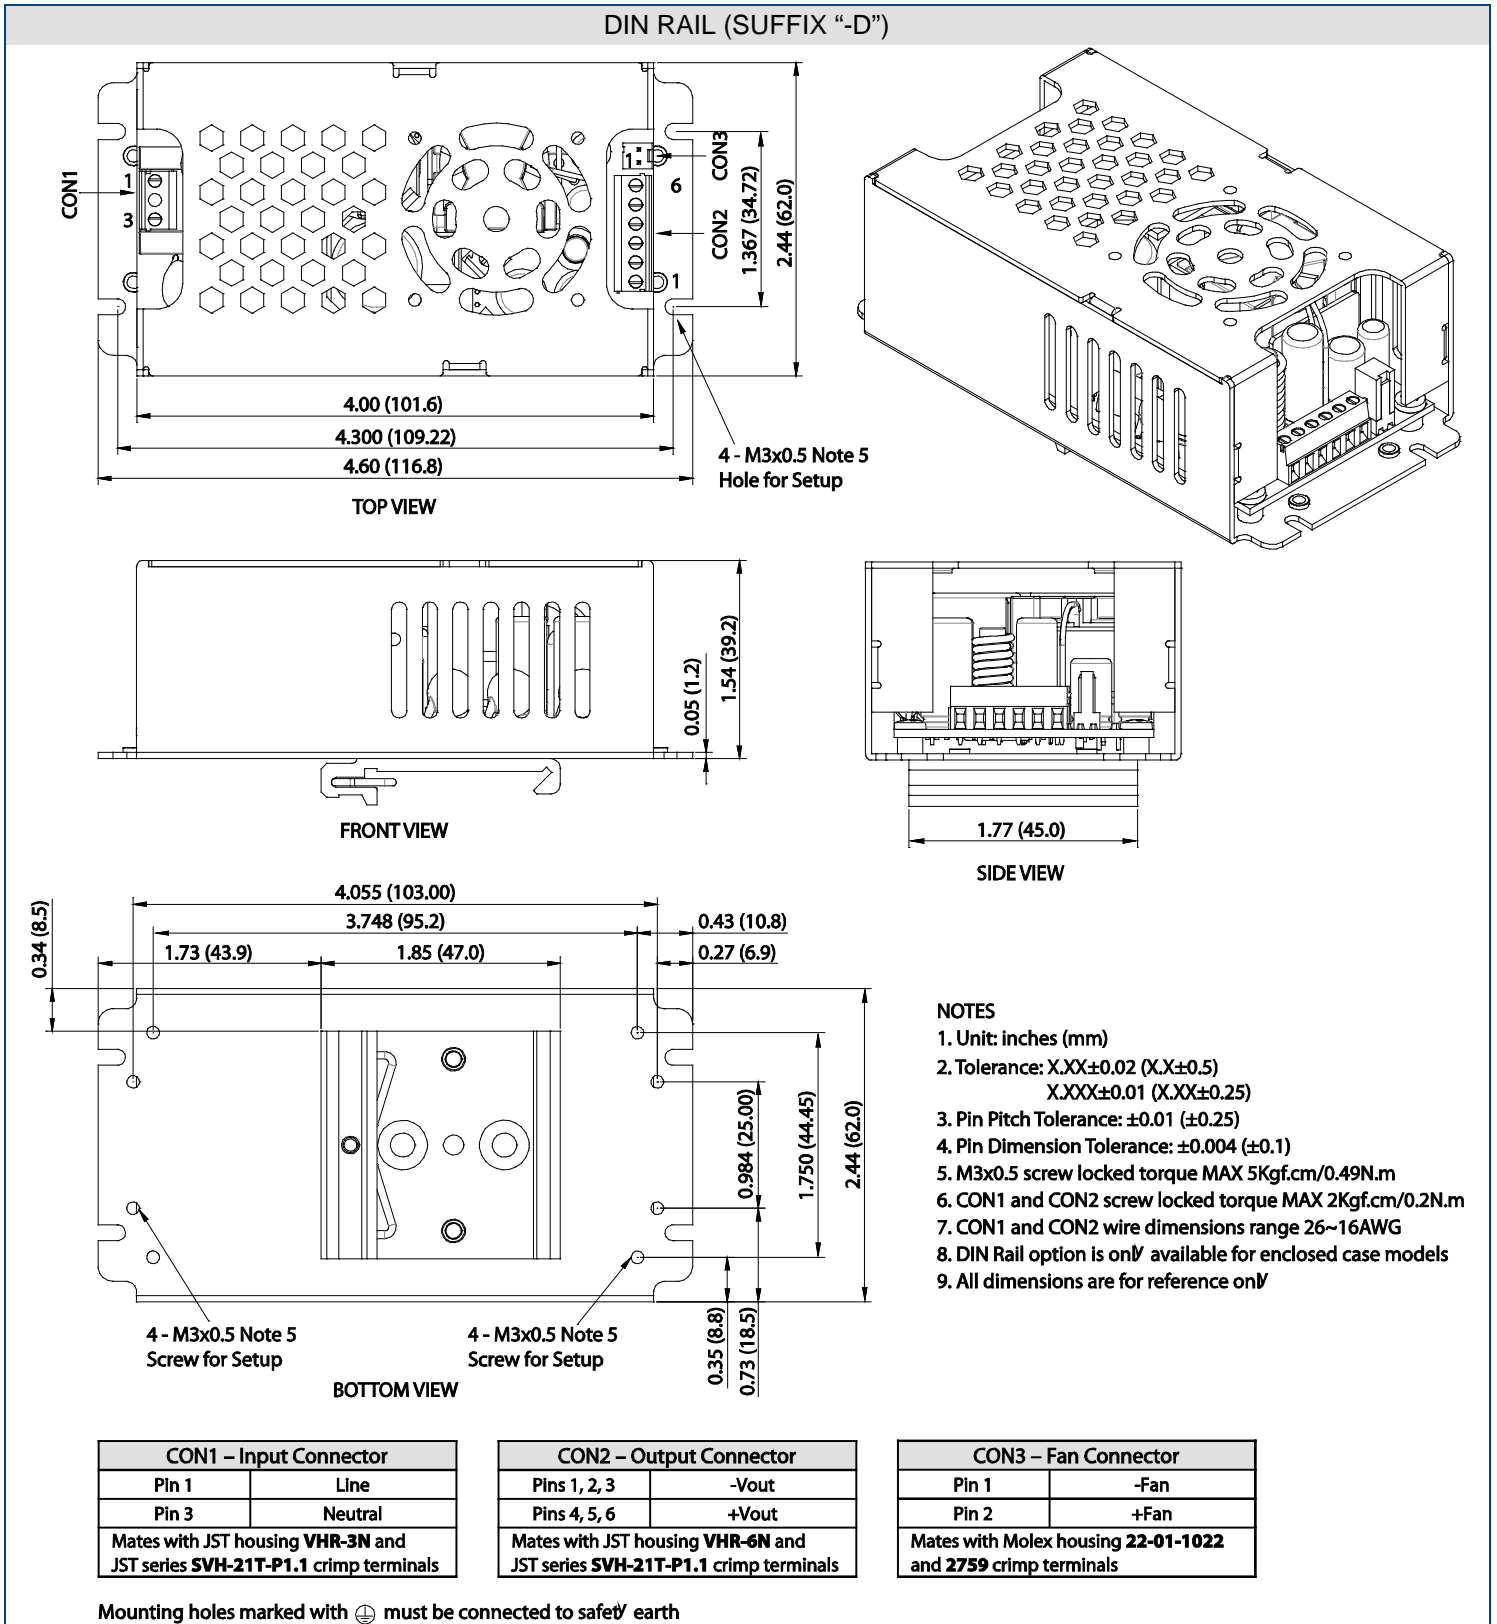 DIN RAIL (SUFFIX “-D”)
CON1
1
3
1
CON3
6
CON2
1
1.367 (34.72)
2.44 (62.0)
4.00 (101.6)
4.300 (109.22)
4.60 (116.8)
4 - M3x0.5 Note 5
Hole for Setup
TOP VIEW
0.05 (1.2)
1.54 (39.2)
FRONT VIEW
1.77 (45.0)
SIDE VIEW
4.055 (103.00)
3.748 (95.2)
0.43 (10.8)
1.73 (43.9)
1.85 (47.0)
0.27 (6.9)
0.34 (8.5)
0.984 (25.00)
1.750 (44.45)
2.44 (62.0)
0.35 (8.8)
0.73 (18.5)
4 - M3x0.5 Note 5
Screw for Setup
4 - M3x0.5 Note 5
Screw for Setup
BOTTOM VIEW
NOTES
1. Unit: inches (mm)
2. Tolerance: X.XX±0.02 (X.X±0.5)
X.XXX±0.01 (X.XX±0.25)
3. Pin Pitch Tolerance: ±0.01 (±0.25)
4. Pin Dimension Tolerance: ±0.004 (±0.1)
5. M3x0.5 screw locked torque MAX 5Kgf.cm/0.49N.m
6. CON1 and CON2 screw locked torque MAX 2Kgf.cm/0.2N.m
7. CON1 and CON2 wire dimensions range 26~16AWG
8. DIN Rail option is only available for enclosed case models
9. All dimensions are for reference only
CON1 – Input Connector
Pin 1 Line
Pin 3 Neutral
Mates with JST housing VHR-3N and
JST series SVH-21T-P1.1 crimp terminals
CON2 – Output Connector
Pins 1, 2, 3 -Vout
Pins 4, 5, 6 +Vout
Mates with JST housing VHR-6N and
JST series SVH-21T-P1.1 crimp terminals
CON3 – Fan Connector
Pin 1 -Fan
Pin 2 +Fan
Mates with Molex housing 22-01-1022
and 2759 crimp terminals
Mounting holes marked with ⏚ must be connected to safety earth